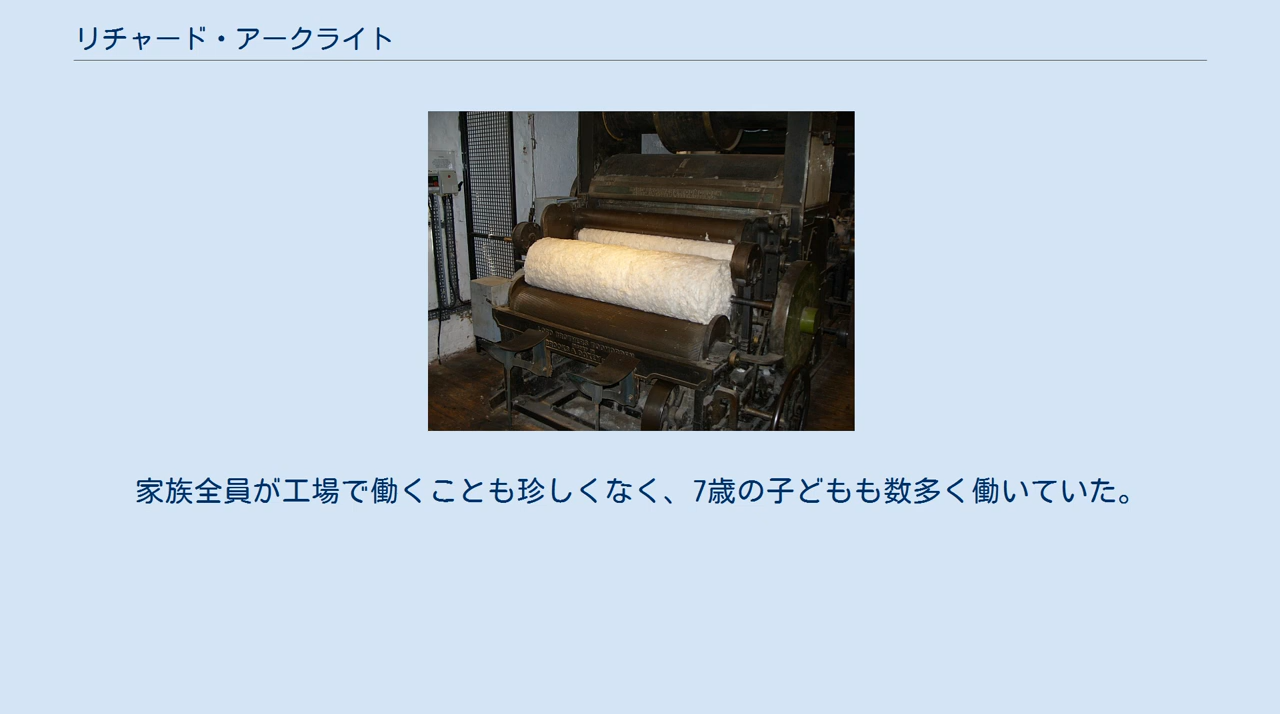 リチャード・アークライト
家族全員が工場で働くことも珍しくなく、7歳の子どもも数多く働いていた。